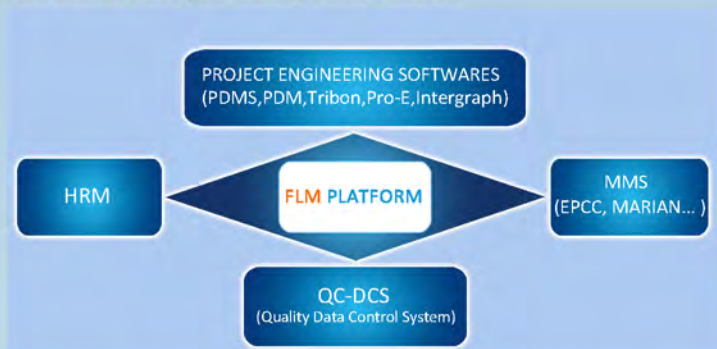 PROJECT ENGINEERING SOFTWARES
(PDMS,PDM,Tribon,Pro-E,Intergraph)
HRM
FLM PLATFORM
MMS
(EPCC, MARIAN... )
QC-DCS
(Quality Data Control System)